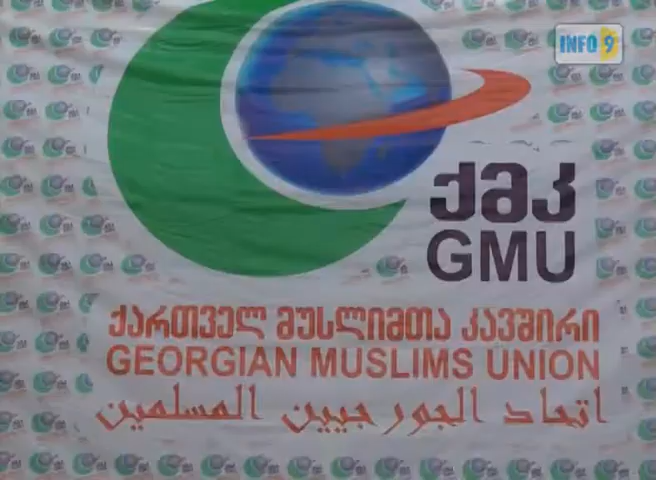 INFO 9
ქმკ
GMU
ქართველ მუსლიმთა კავშირი
GEORGIAN MUSLIMS UNION
اتحاد الجورجيين المسلمين